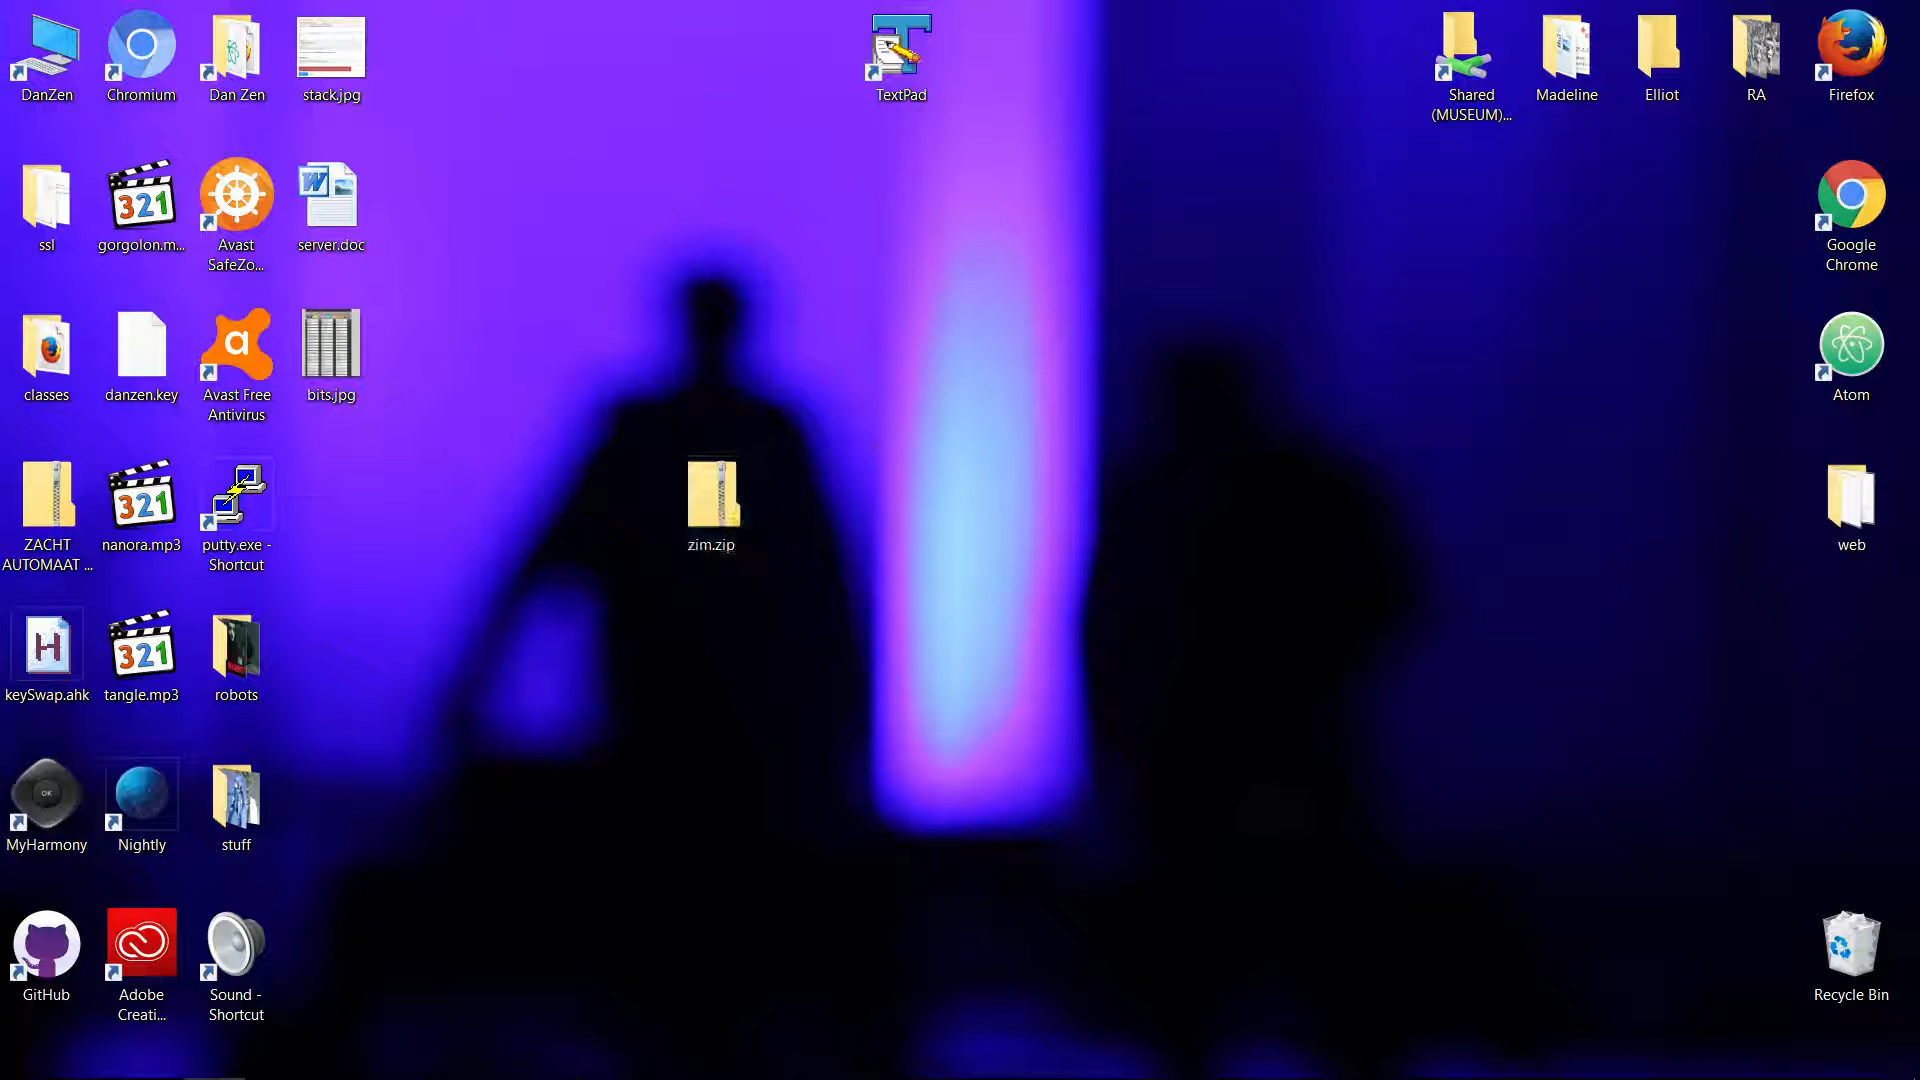 DanZen
Chromium
Dan Zen
stack.jpg
TextPad
Shared
(MUSEUM)...
Madeline
Elliot
RA
Firefox
ssl
321
gorgolon.m...
Avast
SafeZo...
W
server.doc
Google
Chrome
classes
danzen.key
a
Avast Free
Antivirus
bits.jpg
Atom
ZACHT
AUTOMAAT ...
321
nanora.mp3
putty.exe -
Shortcut
zim.zip
web
H
keySwap.ahk
321
tangle.mp3
robots
OK
MyHarmony
Nightly
stuff
GitHub
Adobe
Creati...
Sound -
Shortcut
Recycle Bin